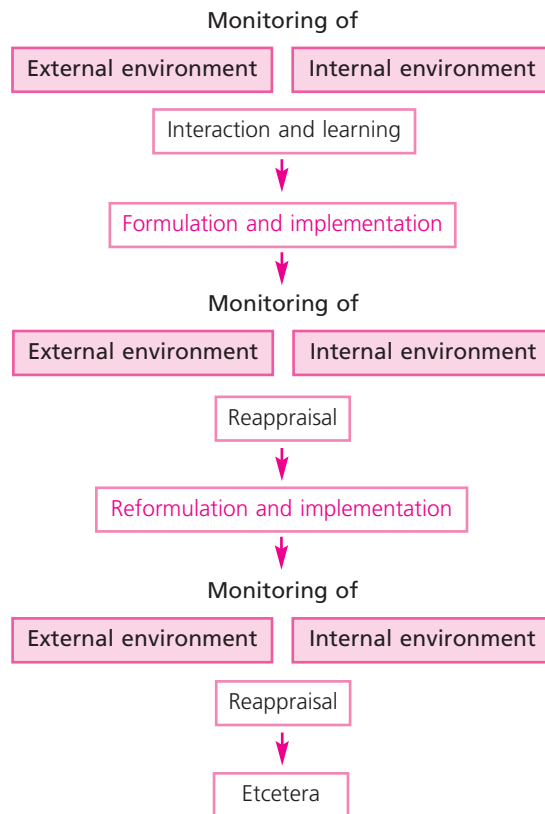 Monitoring of
External environment
Internal environment
Interaction and learning
Formulation and implementation
Monitoring of
External environment
Internal environment
Reappraisal
Reformulation and implementation
Monitoring of
External environment
Internal environment
Reappraisal
Etcetera